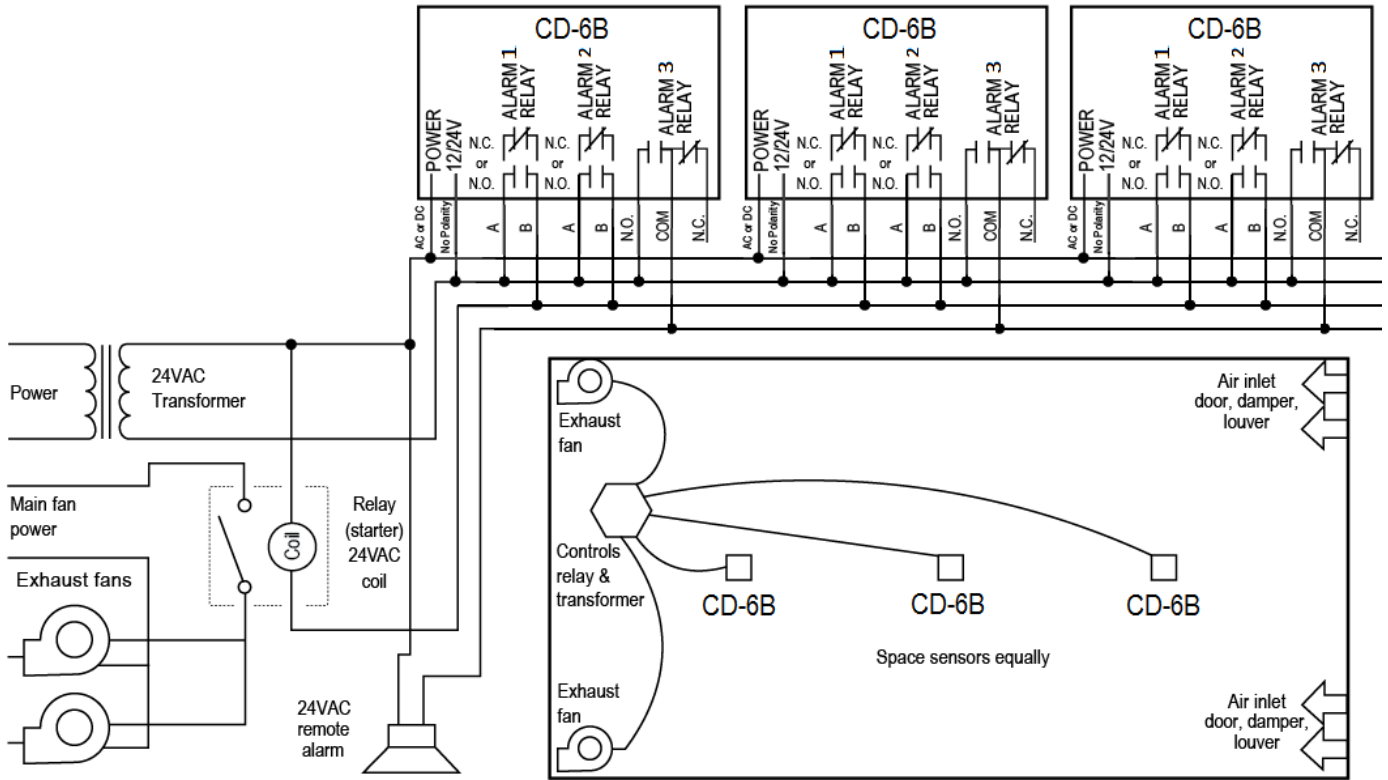 CD-6B
POWER
12/24V
ALARM 1
RELAY
ALARM 2
RELAY
ALARM 3
RELAY
N.C.
or
N.O.
N.C.
or
N.O.
AC or DC
No Polarity
A
B
A
B
N.O.
COM
N.C.
CD-6B
POWER
12/24V
ALARM 1
RELAY
ALARM 2
RELAY
ALARM 3
RELAY
N.C.
or
N.O.
N.C.
or
N.O.
AC or DC
No Polarity
A
B
A
B
N.O.
COM
N.C.
CD-6B
POWER
12/24V
ALARM 1
RELAY
ALARM 2
RELAY
ALARM 3
RELAY
N.C.
or
N.O.
N.C.
or
N.O.
AC or DC
No Polarity
A
B
A
B
N.O.
COM
N.C.
Power
24VAC
Transformer
Main fan
power
Coil
Relay
(starter)
24VAC
coil
Exhaust fans
24VAC
remote
alarm
Exhaust
fan
Air inlet
door, damper,
louver
Controls
relay &
transformer
CD-6B
CD-6B
CD-6B
Space sensors equally
Exhaust
fan
Air inlet
door, damper,
louver